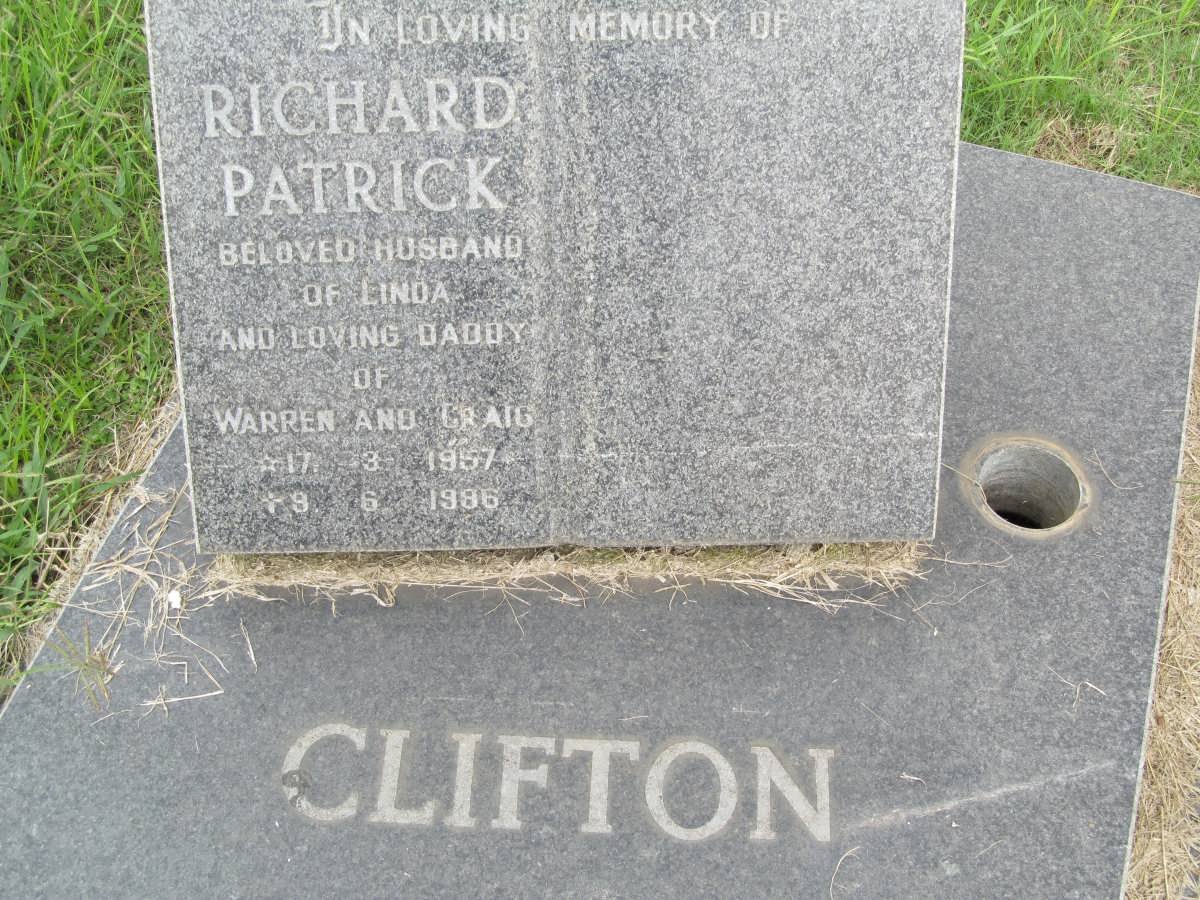 IN LOVING MEMORY OF
RICHARD
PATRICK
BELOVED HUSBAND
OF LINDA
AND LOVING DADDY
OF
WARREN AND CRAIG
☆17. 3 1957
✝9 6 1986
CLIFTON